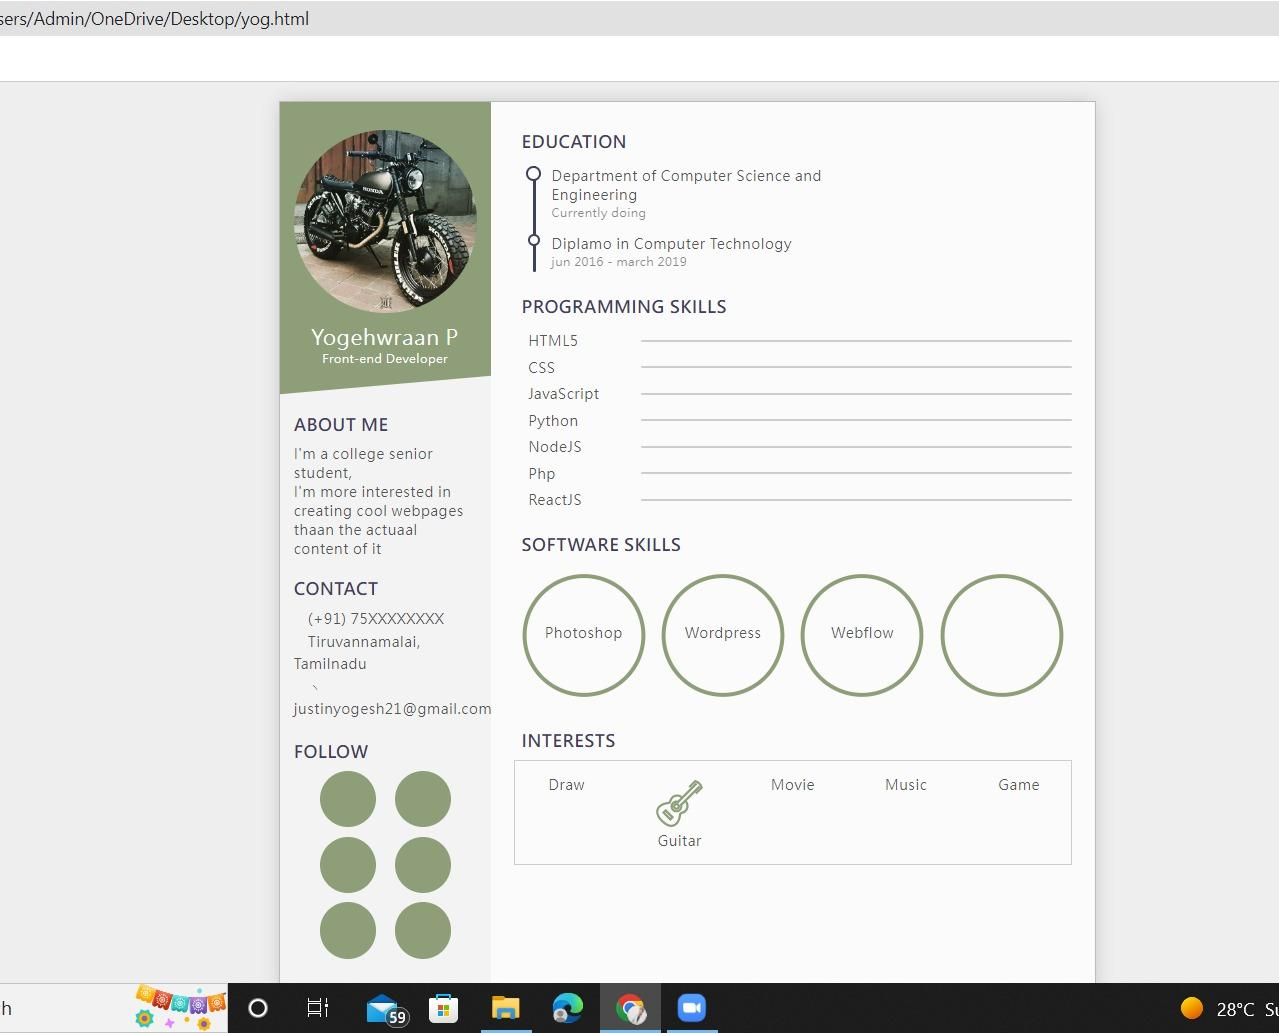 sers/Admin/OneDrive/Desktop/yog.html
HONDA
Yogehwraan P
Front-end Developer
ABOUT ME
I'm a college senior
student,
I'm more interested in
creating cool webpages
thaan the actuaal
content of it
CONTACT
(+91) 75XXXXXXXX
Tiruvannamalai,
Tamilnadu
、
justinyogesh21@gmail.com
FOLLOW
EDUCATION
Department of Computer Science and
Engineering
Currently doing
Diplamo in Computer Technology
jun 2016 - march 2019
PROGRAMMING SKILLS
HTML5
CSS
JavaScript
Python
NodeJS
Php
ReactJS
SOFTWARE SKILLS
Photoshop Wordpress Webflow
INTERESTS
Draw Guitar Movie Music Game
h 59 28°C Su